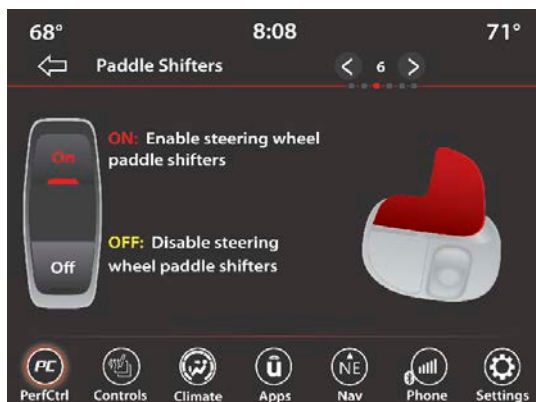 68° 8:08 71°
Paddle Shifters < 6 >
ON: Enable steering wheel
paddle shifters
On
OFF: Disable steering
wheel paddle shifters
Off
PC û NE
PerfCtrl Controls Climate Apps Nav Phone Settings